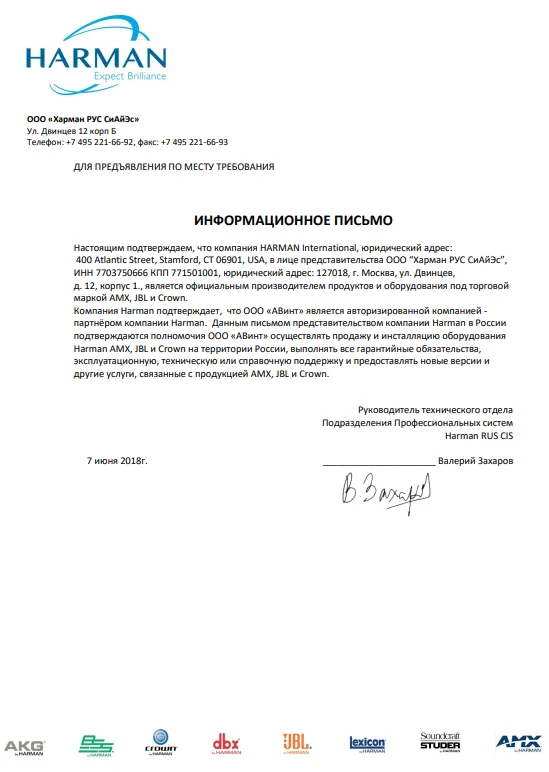 HARMAN
Expect Brilliance
ООО «Харман РУС СиАйЭс»
Ул. Двинцев 12 корп Б
Телефон: +7 495 221-66-92, факс: +7 495 221-66-93
ДЛЯ ПРЕДЪЯВЛЕНИЯ ПО МЕСТУ ТРЕБОВАНИЯ
ИНФОРМАЦИОННОЕ ПИСЬМО
Настоящим подтверждаем, что компания HARMAN International, юридический адрес:
400 Atlantic Street, Stamford, CT 06901, USA, в лице представительства ООО “Харман РУС СиАйЭс”,
ИНН 7703750666 КПП 771501001, юридический адрес: 127018, г. Москва, ул. Двинцев,
д. 12, корпус 1., является официальным производителем продуктов и оборудования под торговой
маркой AMX, JBL и Crown.
Компания Harman подтверждает, что ООО «АВинт» является авторизированной компанией -
партнёром компании Harman. Данным письмом представительством компании Harman в России
подтверждаются полномочия ООО «АВинт» осуществлять продажу и инсталляцию оборудования
Harman AMX, JBL и Crown на территории России, выполнять все гарантийные обязательства,
эксплуатационную, техническую или справочную поддержку и предоставлять новые версии и
другие услуги, связанные с продукцией AMX, JBL и Crown.
Руководитель технического отдела
Подразделения Профессиональных систем
Harman RUS CIS
7 июня 2018г. ______________________ Валерий Захаров
В.Захаров
AKG by HARMAN
BSS by HARMAN
crown by HARMAN
dbx by HARMAN
JBL by HARMAN
lexicon by HARMAN
Soundcraft STUDER by HARMAN
AMX by HARMAN